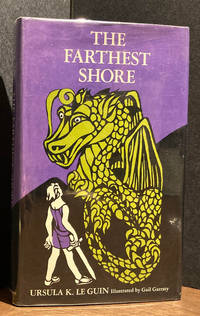 THE
FARTHEST
SHORE
URSULA K. LE GUIN Illustrated by Gail Garraty